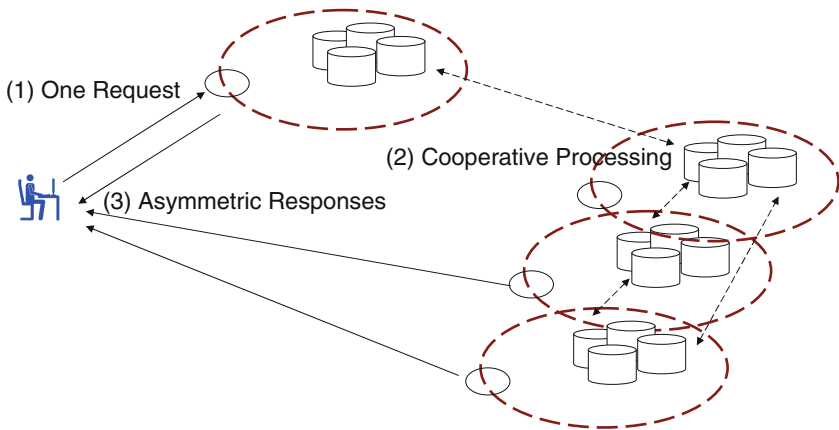 (1) One Request
(2) Cooperative Processing
(3) Asymmetric Responses